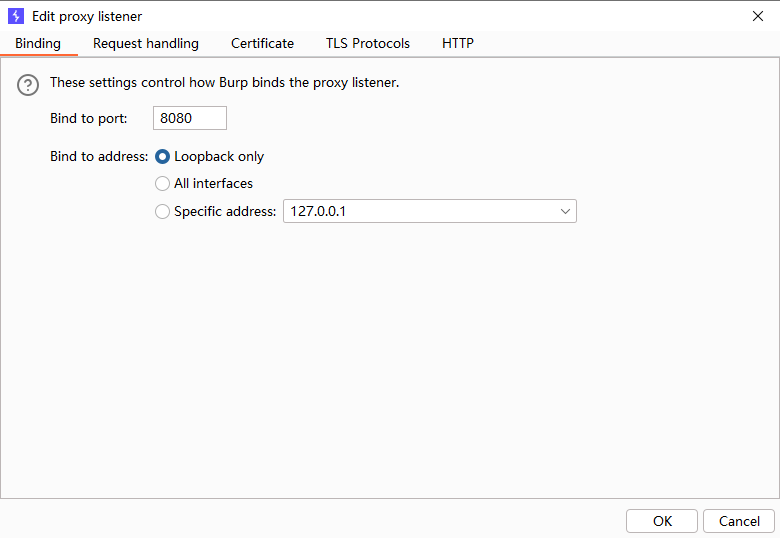 Edit proxy listener
Binding Request handling Certificate TLS Protocols HTTP
These settings control how Burp binds the proxy listener.
Bind to port: 8080
Bind to address: Loopback only
All interfaces
Specific address: 127.0.0.1
OK Cancel